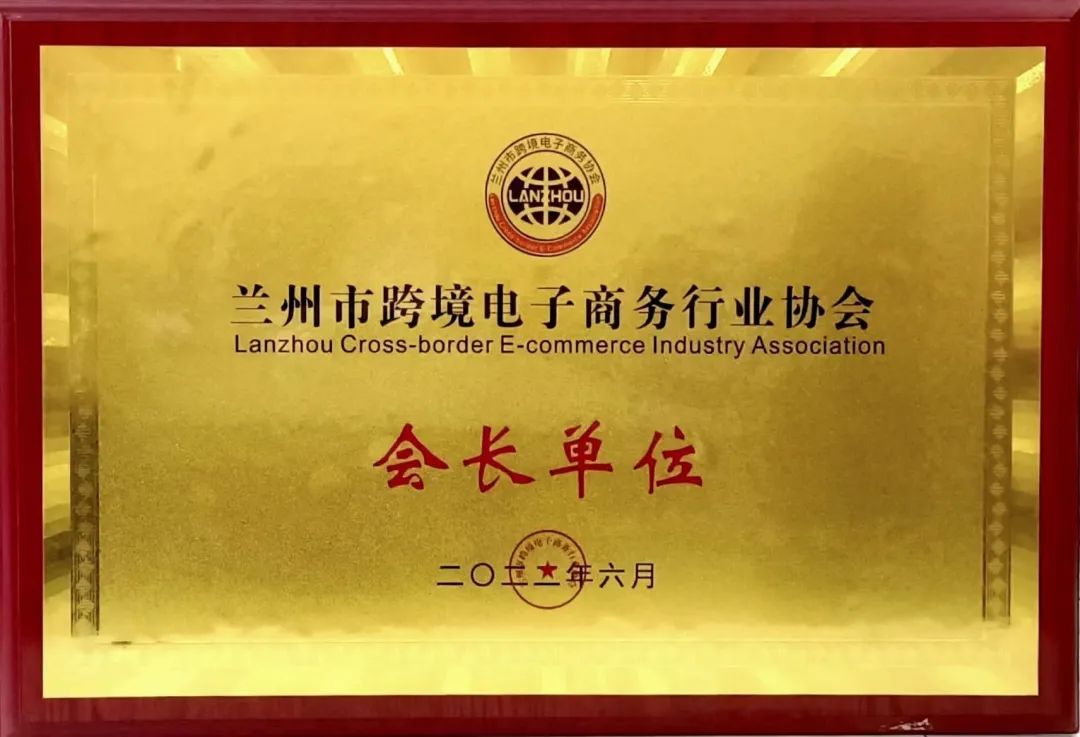 兰州市跨境电子商务协会
LANZHOU
兰州市跨境电子商务行业协会
Lanzhou Cross-border E-commerce Industry Association
会长单位
二〇二二年六月